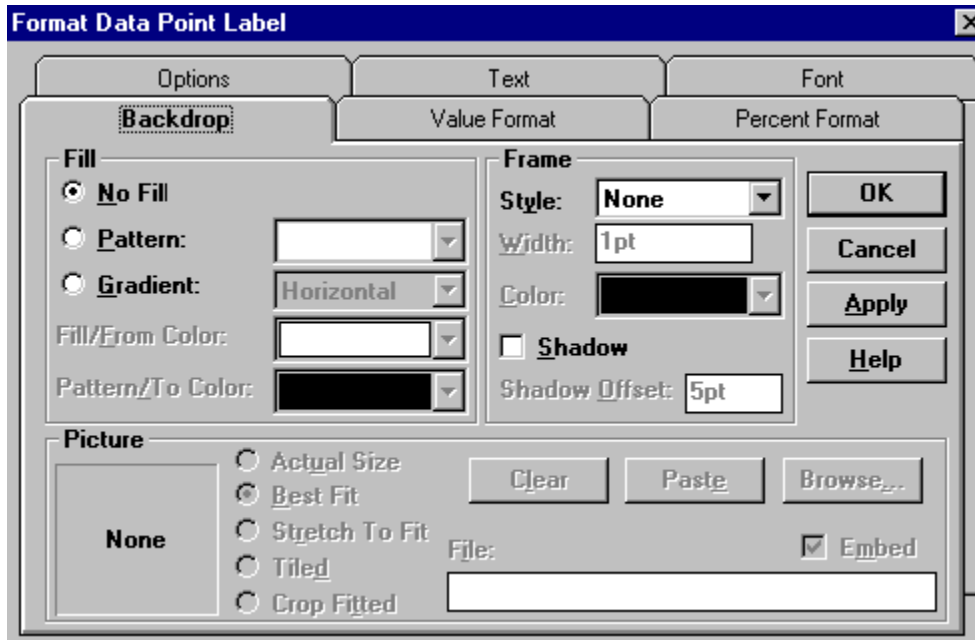 Format Data Point Label
Options Text Font
Backdrop Value Format Percent Format
Fill
No Fill
Pattern:
Gradient: Horizontal
Fill/From Color:
Pattern/To Color:
Frame
Style: None
Width: 1pt
Color:
Shadow
Shadow Offset: 5pt
OK
Cancel
Apply
Help
Picture
None
Actual Size
Best Fit
Stretch To Fit
Tiled
Crop Fitted
Clear Paste Browse...
File: Embed